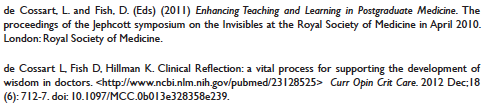 de Cossart, L. and Fish, D. (Eds) (2011) Enhancing Teaching and Learning in Postgraduate Medicine. The
proceedings of the Jephcott symposium on the Invisibles at the Royal Society of Medicine in April 2010.
London: Royal Society of Medicine.
de Cossart L, Fish D, Hillman K. Clinical Reflection: a vital process for supporting the development of
wisdom in doctors. <http://www.ncbi.nlm.nih.gov/pubmed/23128525> Curr Opin Crit Care. 2012 Dec;18
(6): 712-7. doi: 10.1097/MCC.0b013e328358e239.